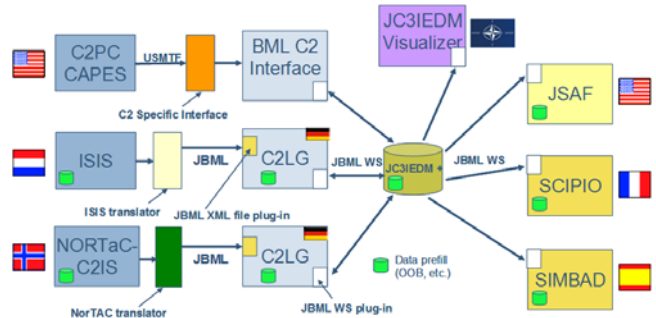 C2PC
CAPES
USMTF
BML C2
Interface
JC3IEDM
Visualizer
JSAF
C2 Specific Interface
ISIS
JBML
C2LG
JBML WS
JC3IEDM
JBML WS
SCIPIO
ISIS translator
JBML XML file plug-in
NORTaC-
C2IS
JBML
C2LG
Data prefill
(OOB, etc.)
SIMBAD
NorTAC translator
JBML WS plug-in